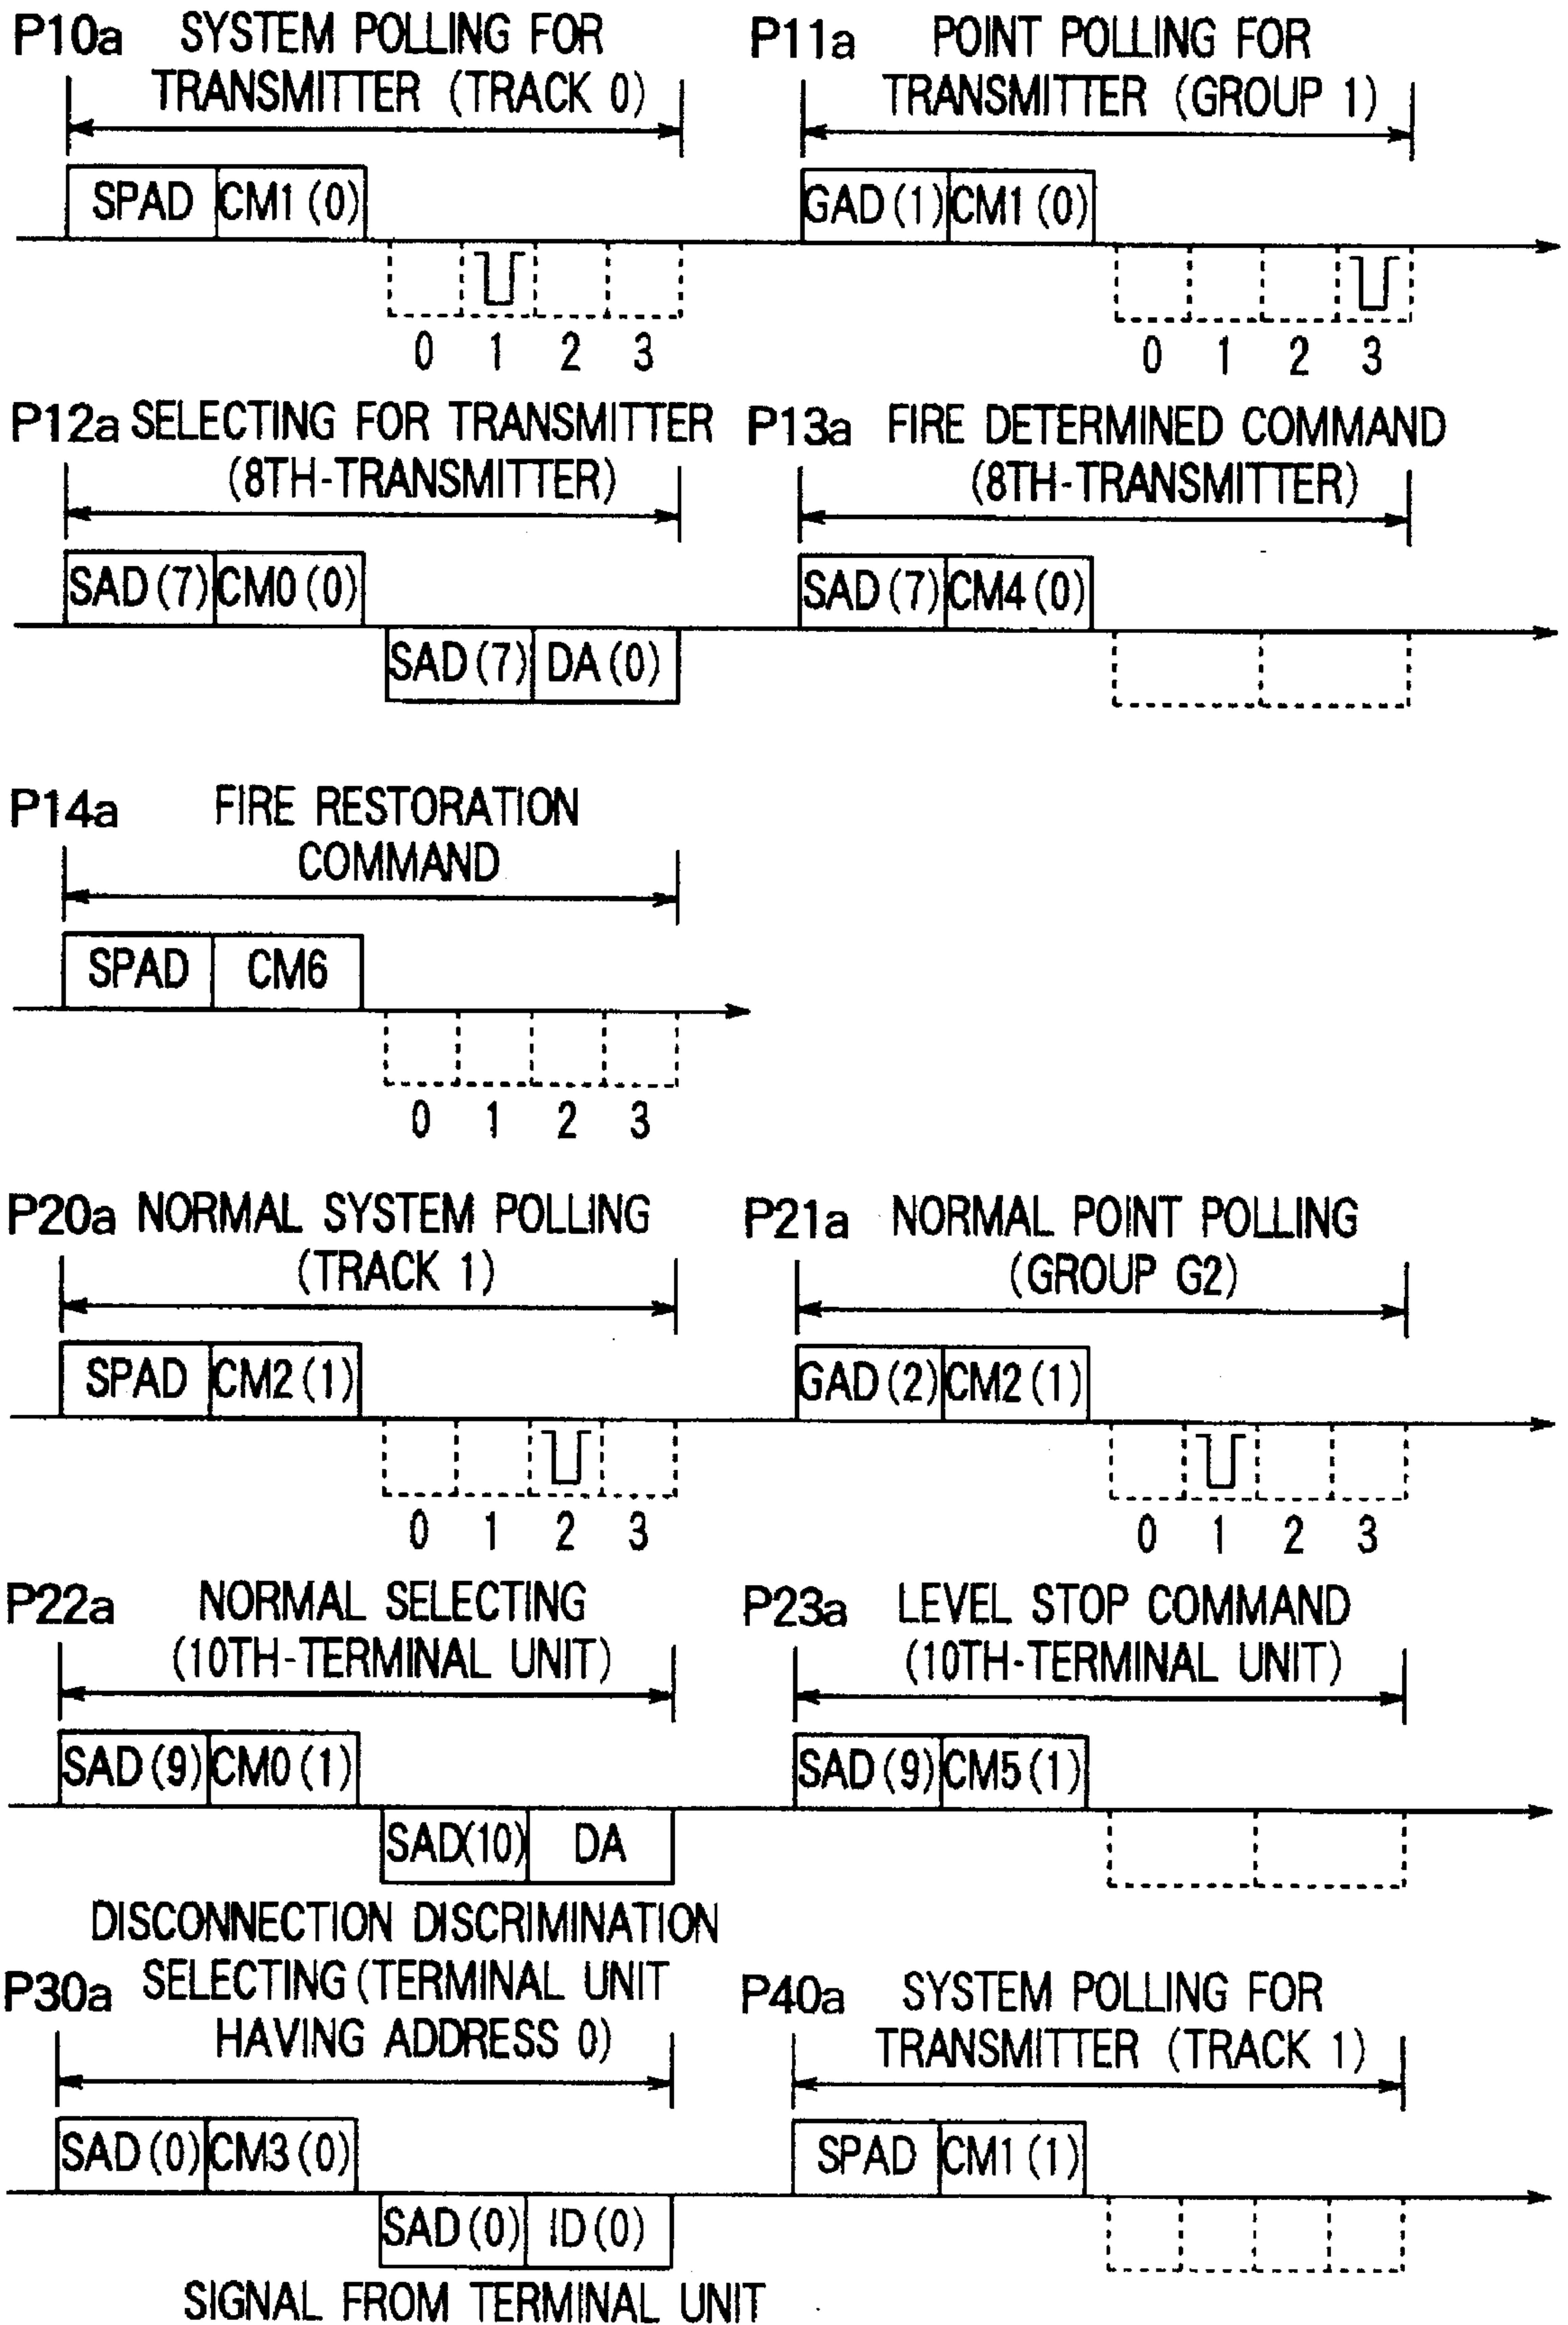 P10a SYSTEM POLLING FOR
TRANSMITTER (TRACK 0)
SPAD CM1(0)
0 1 2 3
P11a POINT POLLING FOR
TRANSMITTER (GROUP 1)
GAD(1) CM1(0)
0 1 2 3
P12a SELECTING FOR TRANSMITTER
(8TH-TRANSMITTER)
SAD(7) CM0(0)
SAD(7) DA(0)
P13a FIRE DETERMINED COMMAND
(8TH-TRANSMITTER)
SAD(7) CM4(0)
P14a FIRE RESTORATION
COMMAND
SPAD CM6
0 1 2 3
P20a NORMAL SYSTEM POLLING
(TRACK 1)
SPAD CM2(1)
0 1 2 3
P21a NORMAL POINT POLLING
(GROUP G2)
GAD(2) CM2(1)
0 1 2 3
P22a NORMAL SELECTING
(10TH-TERMINAL UNIT)
SAD(9) CM0(1)
SAD(10) DA
P23a LEVEL STOP COMMAND
(10TH-TERMINAL UNIT)
SAD(9) CM5(1)
DISCONNECTION DISCRIMINATION
P30a SELECTING(TERMINAL UNIT
HAVING ADDRESS 0)
SAD(0) CM3(0)
SAD(0) ID(0)
SIGNAL FROM TERMINAL UNIT
P40a SYSTEM POLLING FOR
TRANSMITTER (TRACK 1)
SPAD CM1(1)